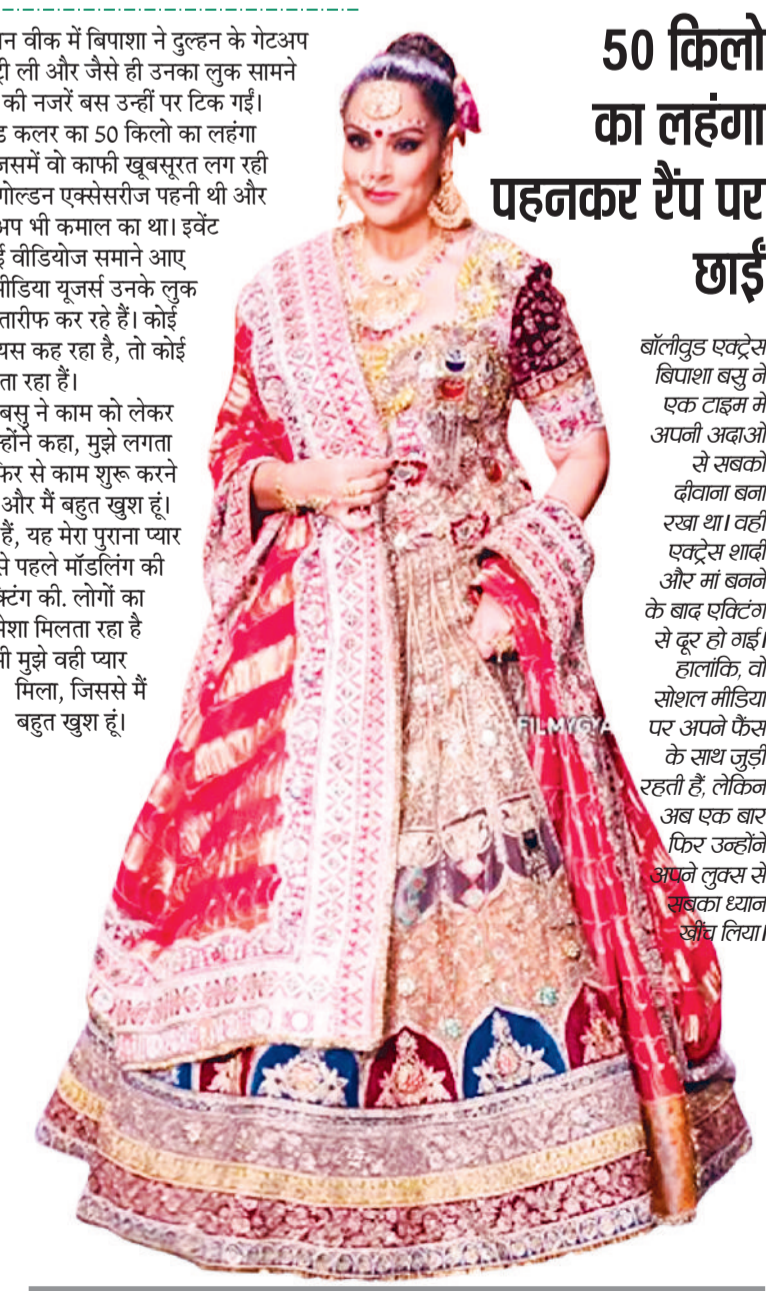 50 किलो
का लहंगा
पहनकर रैंप पर
छाईं
बॉलीवुड एक्ट्रेस
बिपाशा बसु ने
एक टाइम में
अपनी अदाओं
से सबको
दीवाना बना
रखा था। वहीं
एक्ट्रेस शादी
और मां बनने
के बाद एक्टिंग
से दूर हो गई।
हालांकि, वो
सोशल मीडिया
पर अपने फैंस
के साथ जुड़ी
रहती हैं, लेकिन
अब एक बार
फिर उन्होंने
अपने लुक्स से
सबका ध्यान
खींच लिया।
वीक में बिपाशा ने दुल्हन के गेटअप
ली और जैसे ही उनका लुक सामने
की नजरें बस उन्हीं पर टिक गईं।
कलर का 50 किलो का लहंगा
वो काफी खूबसूरत लग रही
गोल्डन एक्सेसरीज पहनी थी और
भी कमाल का था। इवेंट
वीडियोज समाने आए
यूजर्स उनके लुक
तारीफ कर रहे हैं। कोई
कह रहा है, तो कोई
रहा हैं।
बसु ने काम को लेकर
कहा, मुझे लगता
से काम शुरू करने
और मैं बहुत खुश हूं।
हैं, यह मेरा पुराना प्यार
पहले मॉडलिंग की
की. लोगों का
मिलता रहा है
मुझे वही प्यार
मिला, जिससे मैं
बहुत खुश हूं।
FILMYGYA